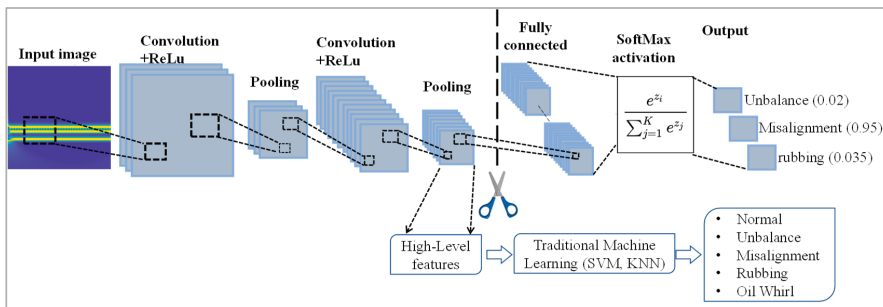 Input image
Convolution
+ReLu
Pooling
Convolution
+ReLu
Pooling
Fully
connected
SoftMax
activation
Output
e^{z_i}
∑_{j=1}^{K} e^{z_j}
Unbalance (0.02)
Misalignment (0.95)
rubbing (0.035)
High-Level
features
Traditional Machine
Learning (SVM, KNN)
• Normal
• Unbalance
• Misalignment
• Rubbing
• Oil Whirl